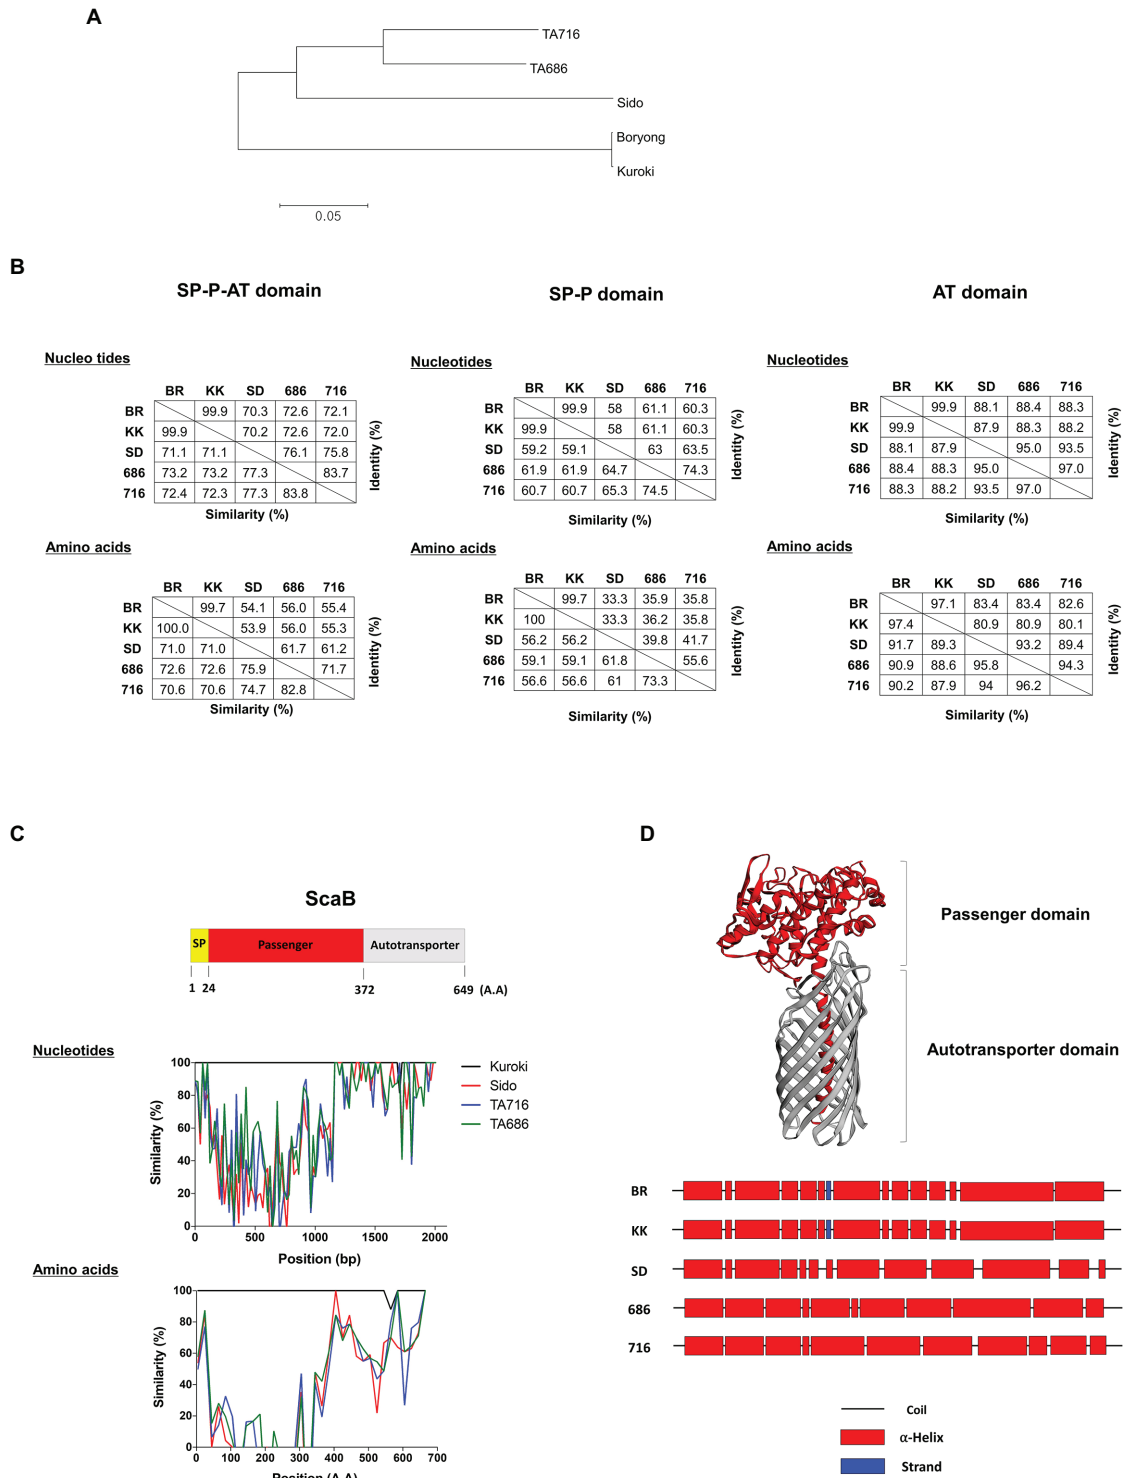 A
TA716
TA686
Sido
Boryong
Kuroki
0.05
B
SP-P-AT domain
Nucleo tides
BR KK SD 686 716
BR 99.9 70.3 72.6 72.1
KK 99.9 70.2 72.6 72.0
SD 71.1 71.1 76.1 75.8
686 73.2 73.2 77.3 83.7
716 72.4 72.3 77.3 83.8
Identity (%)
Similarity (%)
Amino acids
BR KK SD 686 716
BR 99.7 54.1 56.0 55.4
KK 100.0 53.9 56.0 55.3
SD 71.0 71.0 61.7 61.2
686 72.6 72.6 75.9 71.7
716 70.6 70.6 74.7 82.8
Identity (%)
Similarity (%)
SP-P domain
Nucleotides
BR KK SD 686 716
BR 99.9 58 61.1 60.3
KK 99.9 58 61.1 60.3
SD 59.2 59.1 63 63.5
686 61.9 61.9 64.7 74.3
716 60.7 60.7 65.3 74.5
Identity (%)
Similarity (%)
Amino acids
BR KK SD 686 716
BR 99.7 33.3 35.9 35.8
KK 100 33.3 36.2 35.8
SD 56.2 56.2 39.8 41.7
686 59.1 59.1 61.8 55.6
716 56.6 56.6 61 73.3
Identity (%)
Similarity (%)
AT domain
Nucleotides
BR KK SD 686 716
BR 99.9 88.1 88.4 88.3
KK 99.9 87.9 88.3 88.2
SD 88.1 87.9 95.0 93.5
686 88.4 88.3 95.0 97.0
716 88.3 88.2 93.5 97.0
Identity (%)
Similarity (%)
Amino acids
BR KK SD 686 716
BR 97.1 83.4 83.4 82.6
KK 97.4 80.9 80.9 80.1
SD 91.7 89.3 93.2 89.4
686 90.9 88.6 95.8 94.3
716 90.2 87.9 94 96.2
Identity (%)
Similarity (%)
C
ScaB
SP Passenger Autotransporter
1 24 372 649 (A.A)
Nucleotides
Similarity (%)
100
80
60
40
20
0
0 500 1000 1500 2000
Position (bp)
Kuroki
Sido
TA716
TA686
Amino acids
Similarity (%)
100
80
60
40
20
0
0 100 200 300 400 500 600 700
Position (A.A)
D
Passenger domain
Autotransporter domain
BR
KK
SD
686
716
Coil
α-Helix
Strand